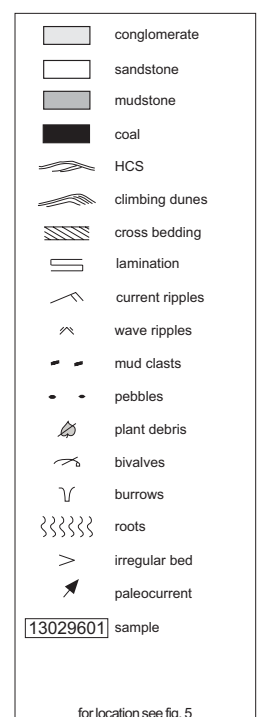 conglomerate
sandstone
mudstone
coal
HCS
climbing dunes
cross bedding
lamination
current ripples
wave ripples
mud clasts
pebbles
plant debris
bivalves
burrows
roots
irregular bed
paleocurrent
13029601 sample
for location see fig. 5